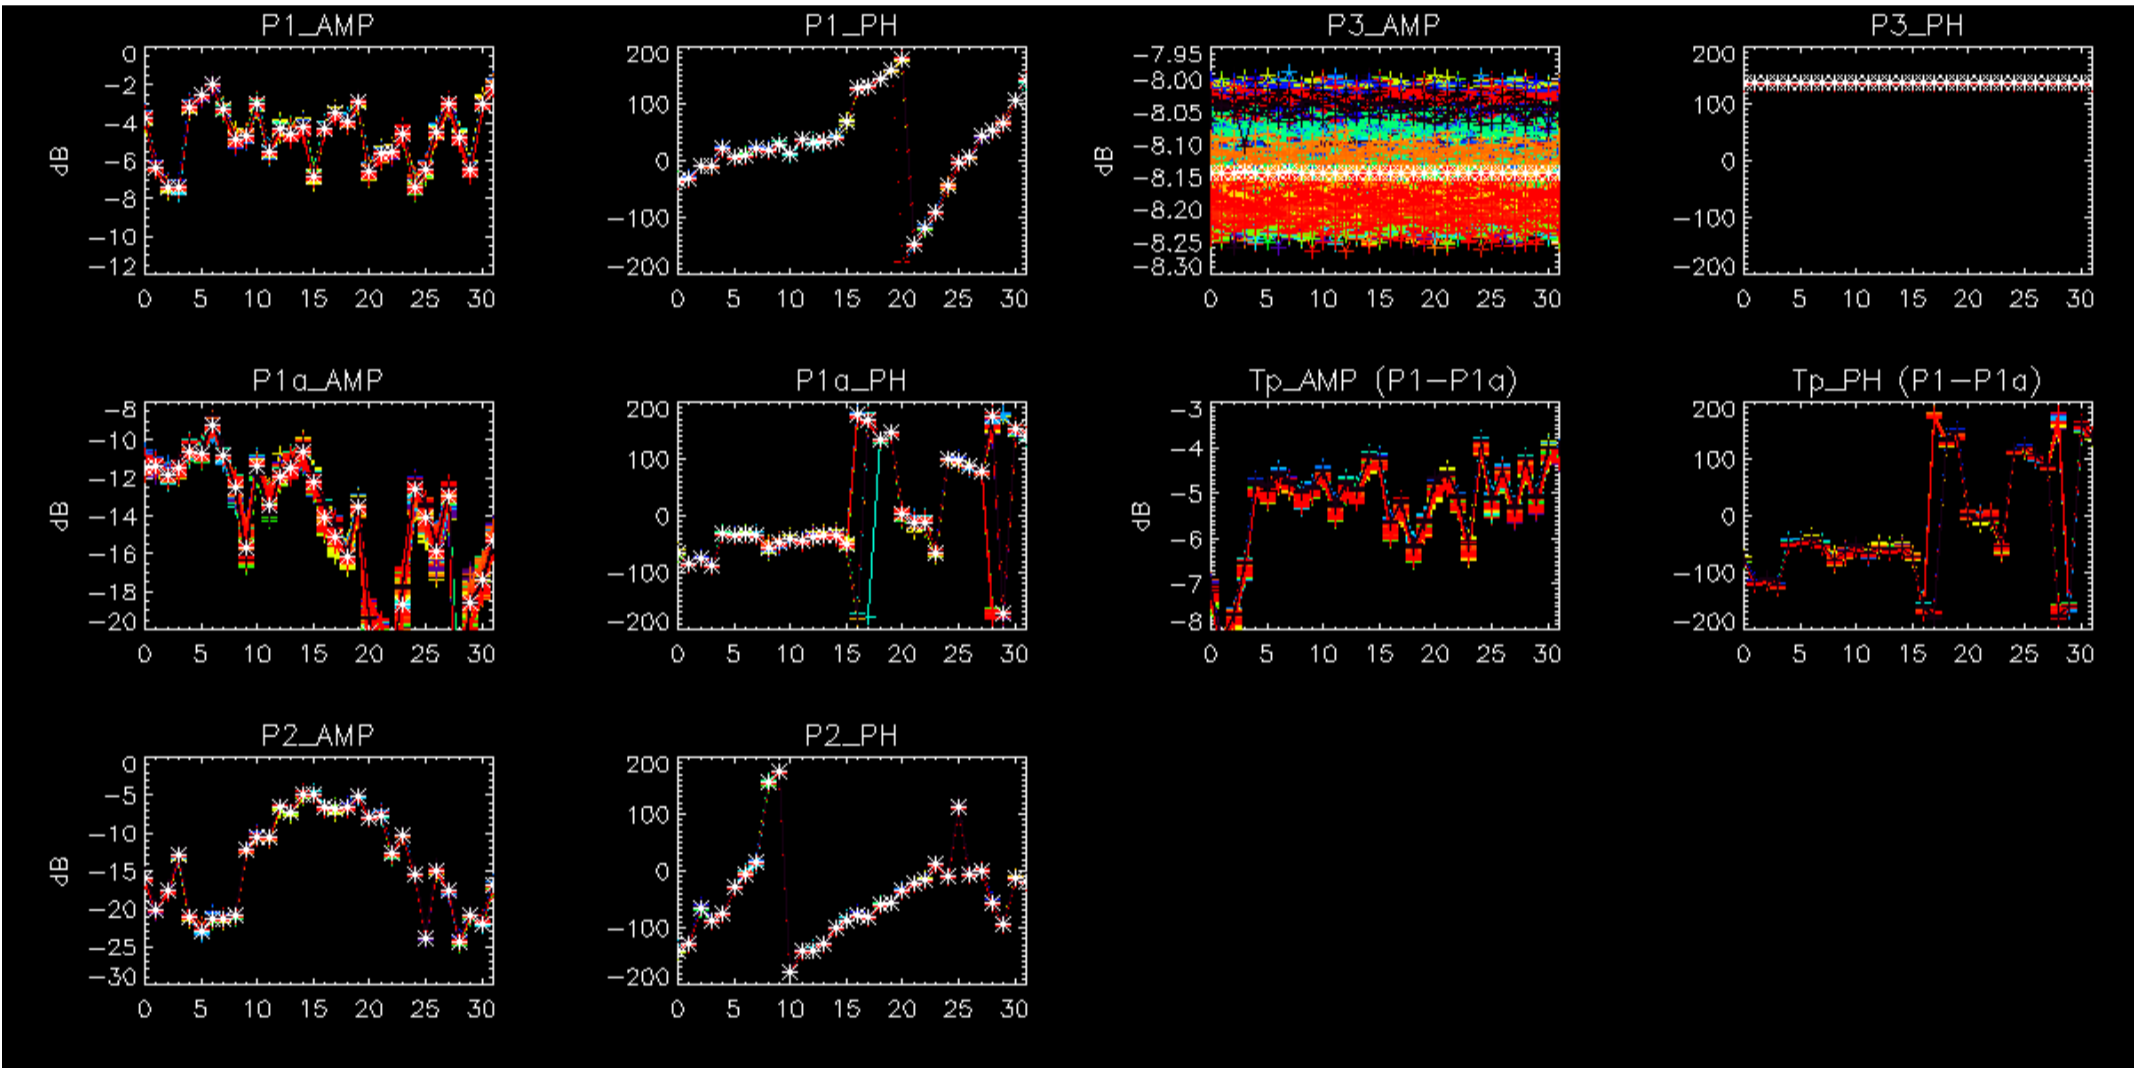 P1_AMP
0
−2
−4
−6
−8
−10
−12
dB
0 5 10 15 20 25 30
P1_PH
200
100
0
−100
−200
0 5 10 15 20 25 30
P3_AMP
−7.95
−8.00
−8.05
−8.10
−8.15
−8.20
−8.25
−8.30
dB
0 5 10 15 20 25 30
P3_PH
200
100
0
−100
−200
0 5 10 15 20 25 30
P1a_AMP
−8
−10
−12
−14
−16
−18
−20
dB
0 5 10 15 20 25 30
P1a_PH
200
100
0
−100
−200
0 5 10 15 20 25 30
Tp_AMP (P1−P1a)
−3
−4
−5
−6
−7
−8
dB
0 5 10 15 20 25 30
Tp_PH (P1−P1a)
200
100
0
−100
−200
0 5 10 15 20 25 30
P2_AMP
0
−5
−10
−15
−20
−25
−30
dB
0 5 10 15 20 25 30
P2_PH
200
100
0
−100
−200
0 5 10 15 20 25 30